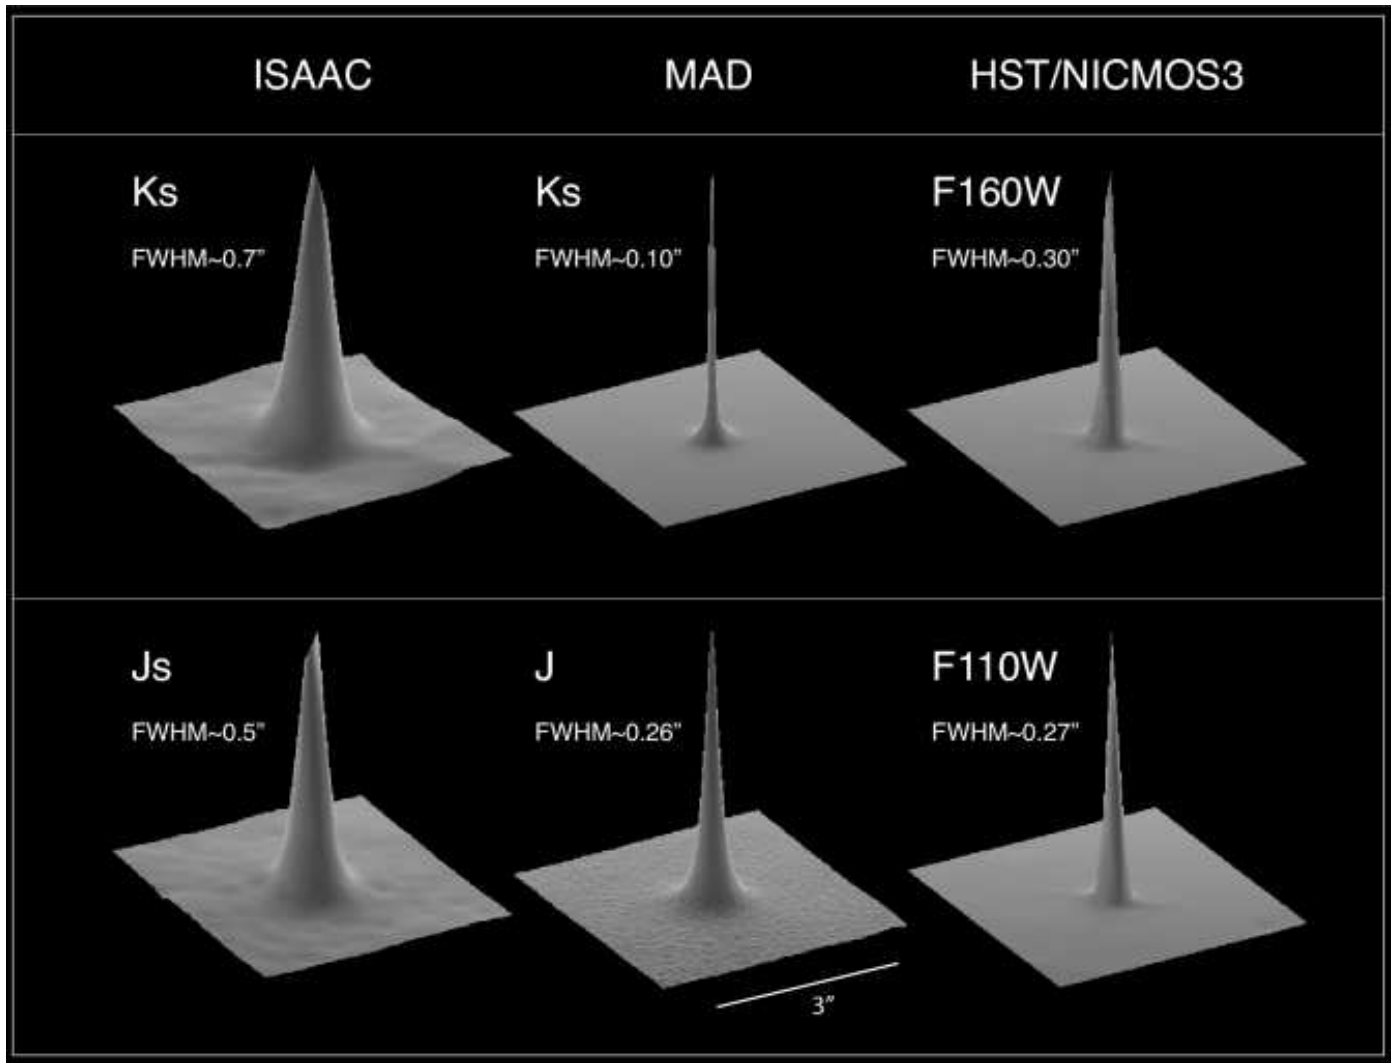 ISAAC MAD HST/NICMOS3
Ks Ks F160W
FWHM~0.7" FWHM~0.10" FWHM~0.30"
Js J F110W
FWHM~0.5" FWHM~0.26" FWHM~0.27"
3"